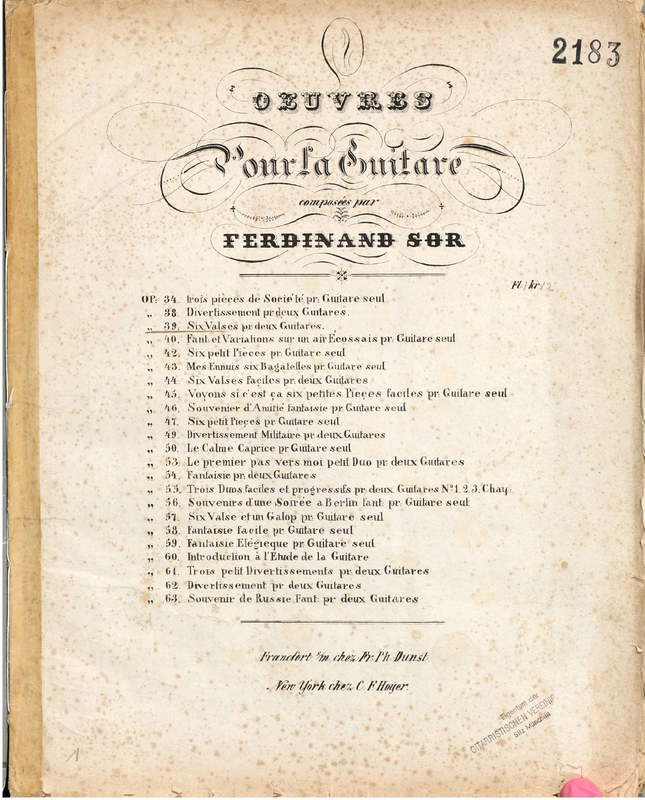 2183
OEUVRES
Pour la Guitare
composées par
FERDINAND SOR
Fl / kr 12
OP: 34. trois pièces de Société pr: Guitare seul
„ 38. Divertissement pr: deux Guitares.
„ 39. Six Valses pr: deux Guitares.
„ 40. Fant: et Variations sur un air Ecossais pr: Guitare seul
„ 42. Six petit Pièces pr: Guitare seul
„ 43. Mes Ennuis six Bagatelles pr: Guitare seul
„ 44. Six Valses faciles pr: deux Guitares
„ 45. Voyons si c'est ça six petites Pieçes faciles pr: Guitare seul
„ 46. Souvenier d'Amitié fantaisie pr: Guitare seul
„ 47. Six petit Pieçes pr: Guitare seul
„ 49. Divertissement Militaire pr: deux Guitares
„ 50. Le Calme Caprice pr: Guitare seul
„ 53. Le premier pas vers moi petit Duo pr: deux Guitares
„ 54. Fantaisie pr: deux Guitares
„ 55. Trois Duos faciles et progressifs pr: deux Guitares No 1. 2. 3. Chaq:
„ 56. Souvenirs d'une Soirèe a Berlin fant: pr: Guitare seul
„ 57. Six Valse et un Galop pr: Guitare seul
„ 58. Fantaisie facile pr: Guitare seul
„ 59. Fantaisie Elégieque pr: Guitare seul
„ 60. Introduction à l'Etude de la Guitare
„ 61. Trois petit Divertissements pr: deux Guitares
„ 62. Divertissement pr: deux Guitares
„ 63. Souvenir de Russie Fant: pr: deux Guitares
Francfort s/m. chez Fr. Ph. Dunst
New York chez C. F. Hoyer.
Eigentum der
GITARRISTISCHEN VEREINIG
Sitz München
1